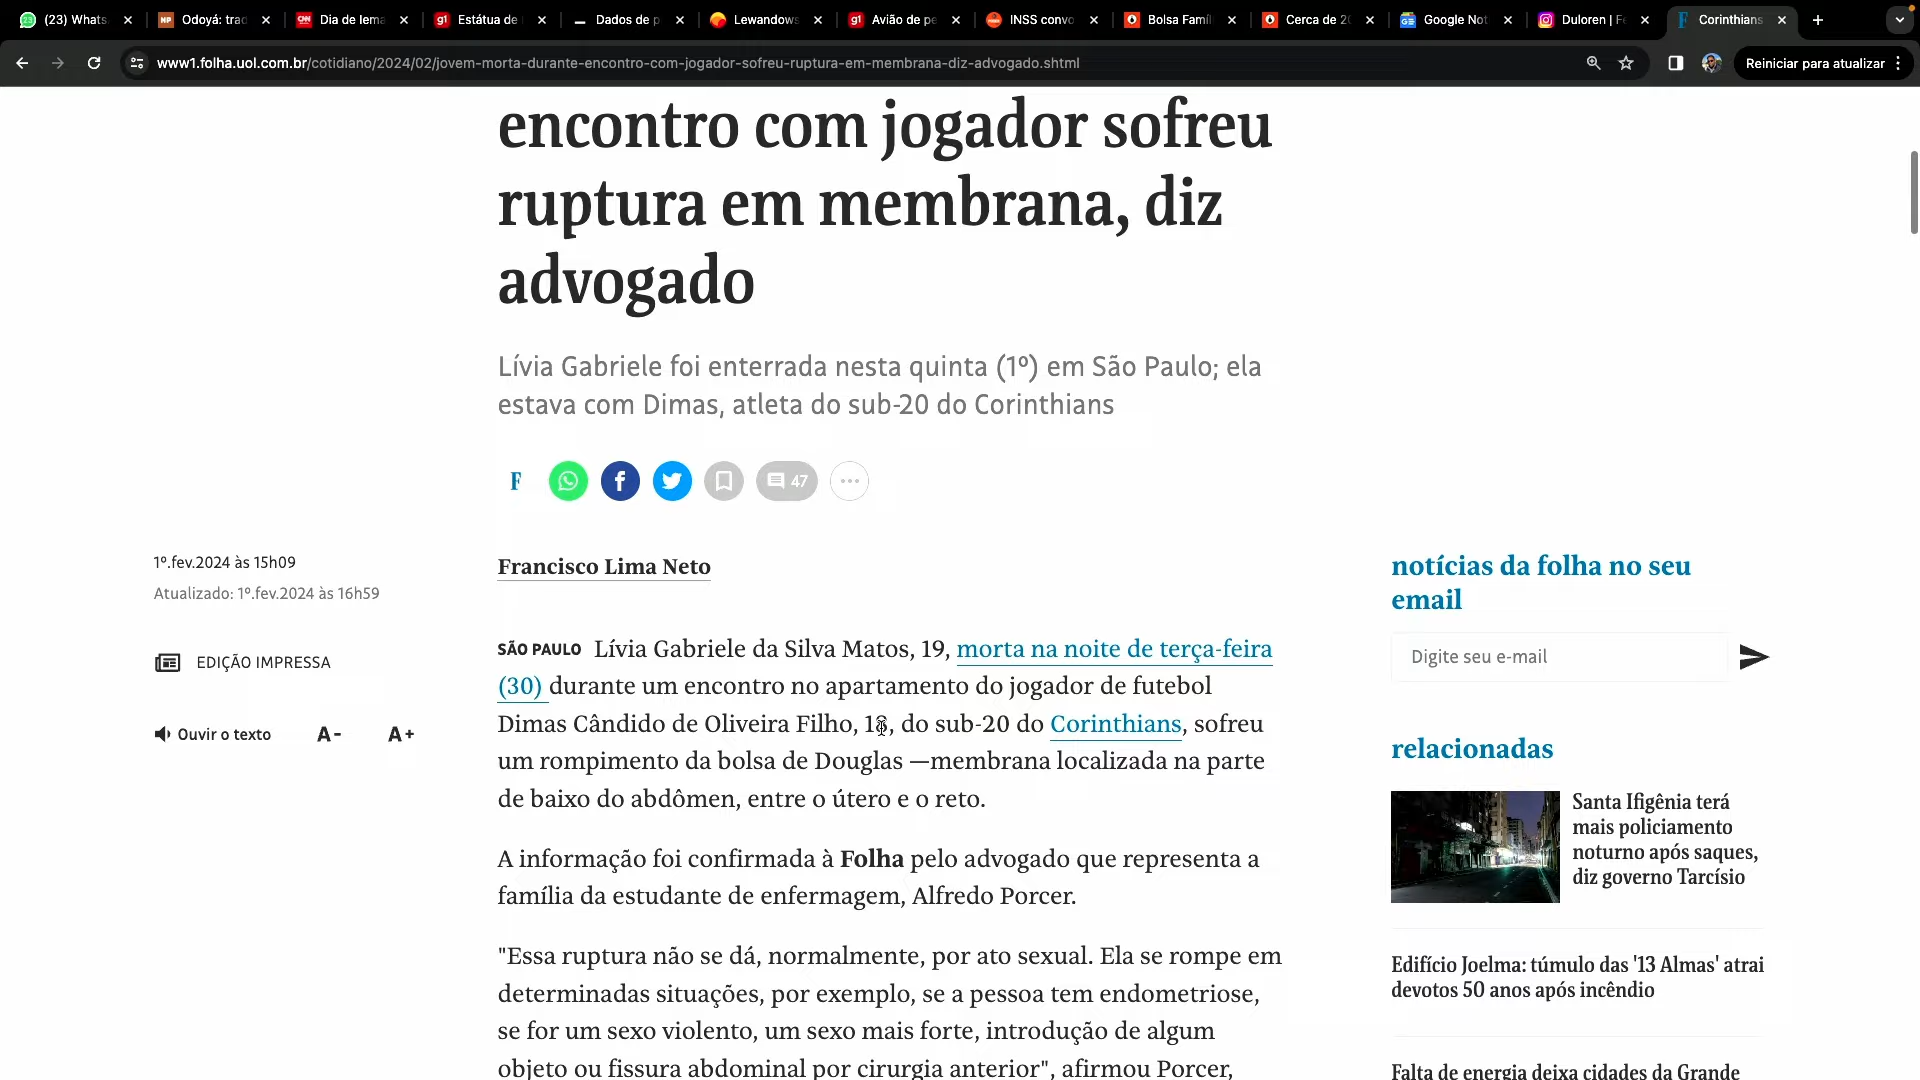 (23) Whats
Odoyá: trad
Dia de Iema
Estátua de
Dados de p
Lewandows
Avião de pe
INSS convo
Bolsa Famíl
Cerca de 20
Google Not
Duloren | Fe
Corinthians
www1.folha.uol.com.br/cotidiano/2024/02/jovem-morta-durante-encontro-com-jogador-sofreu-ruptura-em-membrana-diz-advogado.shtml
Reiniciar para atualizar
encontro com jogador sofreu
ruptura em membrana, diz
advogado
Lívia Gabriele foi enterrada nesta quinta (1º) em São Paulo; ela
estava com Dimas, atleta do sub-20 do Corinthians
47
1º.fev.2024 às 15h09
Atualizado: 1º.fev.2024 às 16h59
EDIÇÃO IMPRESSA
Ouvir o texto A- A+
Francisco Lima Neto
SÃO PAULO Lívia Gabriele da Silva Matos, 19, morta na noite de terça-feira
(30) durante um encontro no apartamento do jogador de futebol
Dimas Cândido de Oliveira Filho, 18, do sub-20 do Corinthians, sofreu
um rompimento da bolsa de Douglas —membrana localizada na parte
de baixo do abdômen, entre o útero e o reto.
A informação foi confirmada à Folha pelo advogado que representa a
família da estudante de enfermagem, Alfredo Porcer.
"Essa ruptura não se dá, normalmente, por ato sexual. Ela se rompe em
determinadas situações, por exemplo, se a pessoa tem endometriose,
se for um sexo violento, um sexo mais forte, introdução de algum
objeto ou fissura abdominal por cirurgia anterior", afirmou Porcer,
notícias da folha no seu
email
Digite seu e-mail
relacionadas
Santa Ifigênia terá
mais policiamento
noturno após saques,
diz governo Tarcísio
Edifício Joelma: túmulo das '13 Almas' atrai
devotos 50 anos após incêndio
Falta de energia deixa cidades da Grande